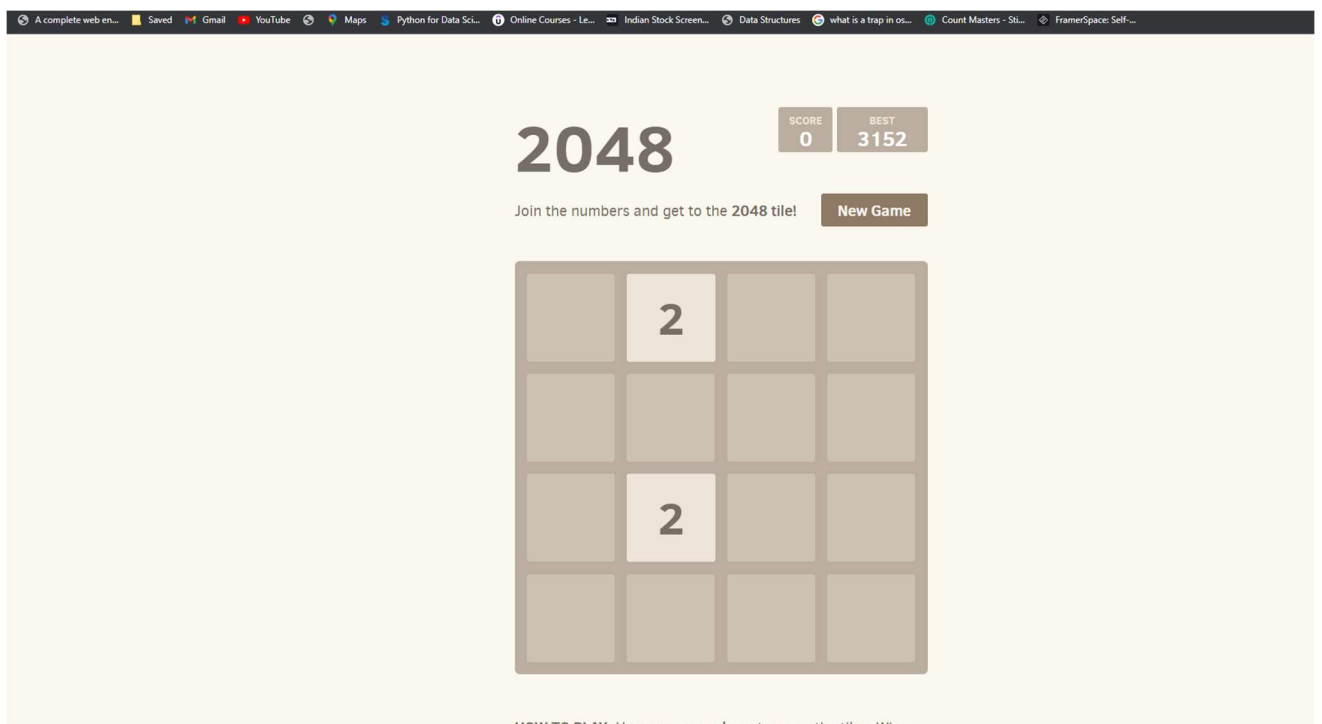 A complete web en... Saved Gmail YouTube Maps Python for Data Sci... Online Courses - Le... Indian Stock Screen... Data Structures what is a trap in os... Count Masters - Sti... FramerSpace: Self-...
SCORE BEST
2048 0 3152
Join the numbers and get to the 2048 tile! New Game
2
2